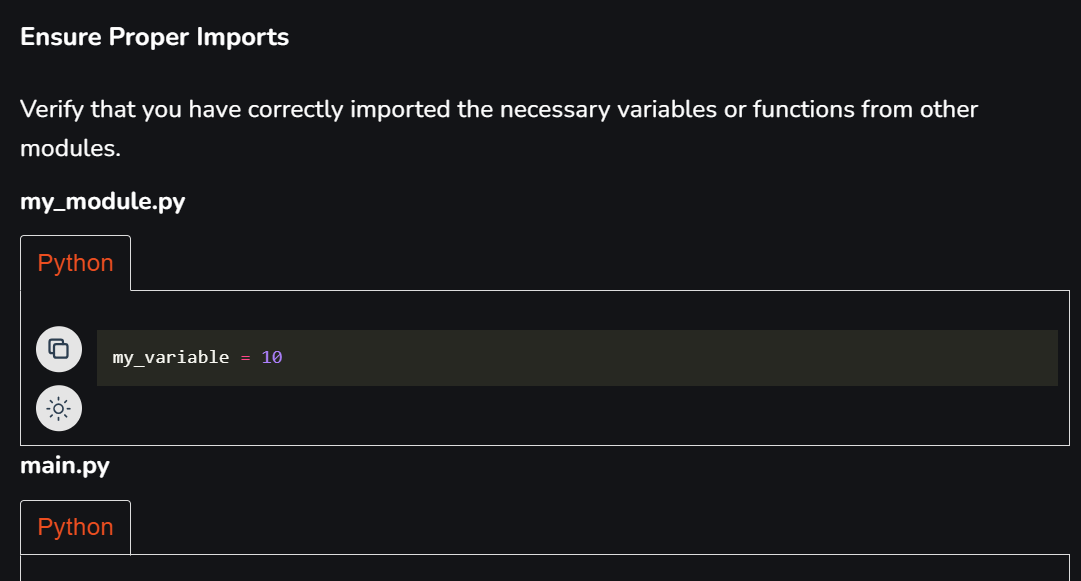 Ensure Proper Imports
Verify that you have correctly imported the necessary variables or functions from other
modules.
my_module.py
Python
my_variable = 10
main.py
Python